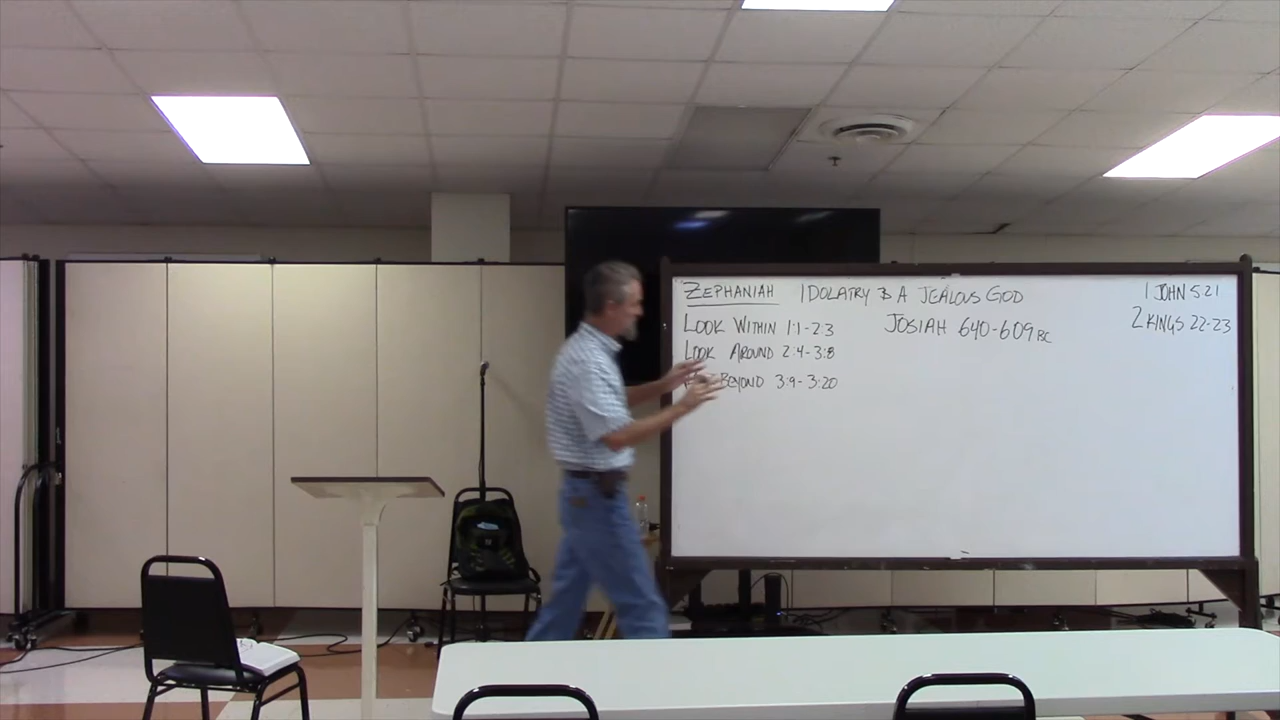 ZEPHANIAH IDOLATRY & A JEALOUS GOD 1 JOHN 5:21
LOOK WITHIN 1:1-2:3 JOSIAH 640-609 BC 2 KINGS 22-23
LOOK AROUND 2:4-3:8
BEYOND 3:9-3:20